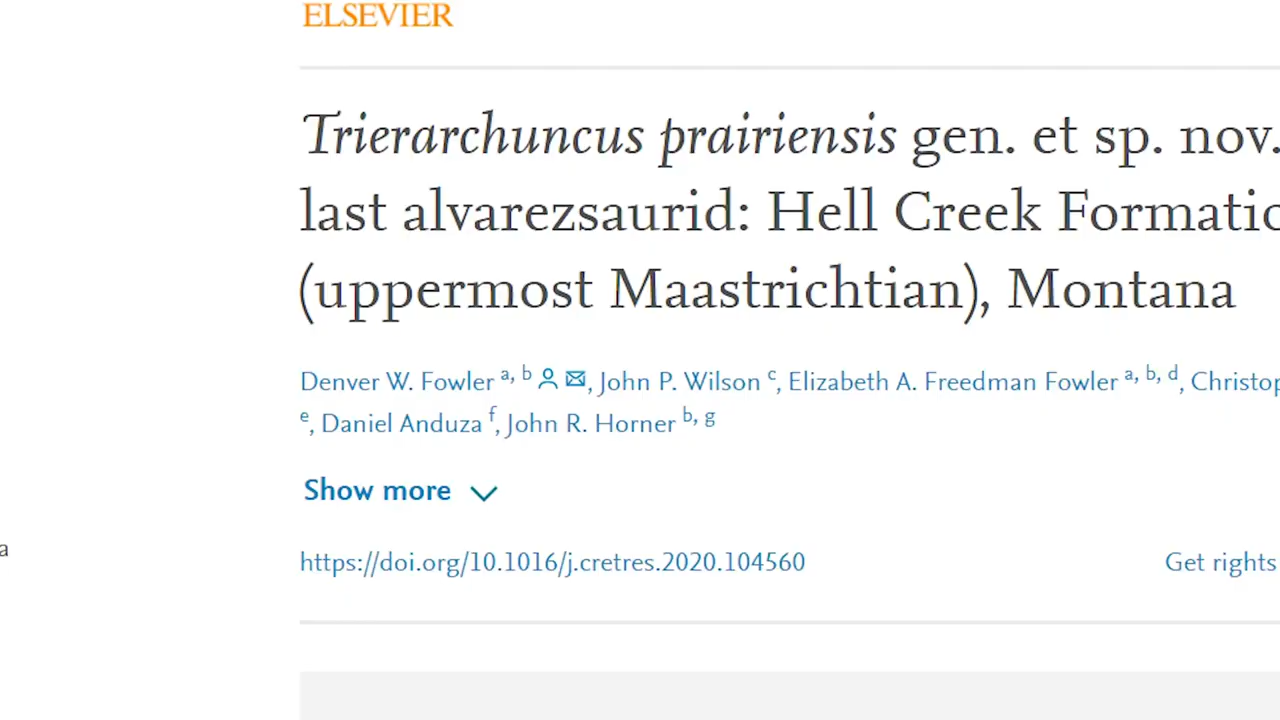 ELSEVIER
Trierarchuncus prairiensis gen. et sp. nov.
last alvarezsaurid: Hell Creek Formatio
(uppermost Maastrichtian), Montana
Denver W. Fowler a, b, John P. Wilson c, Elizabeth A. Freedman Fowler a, b, d, Christop
e, Daniel Anduza f, John R. Horner b, g
Show more
a
https://doi.org/10.1016/j.cretres.2020.104560
Get rights